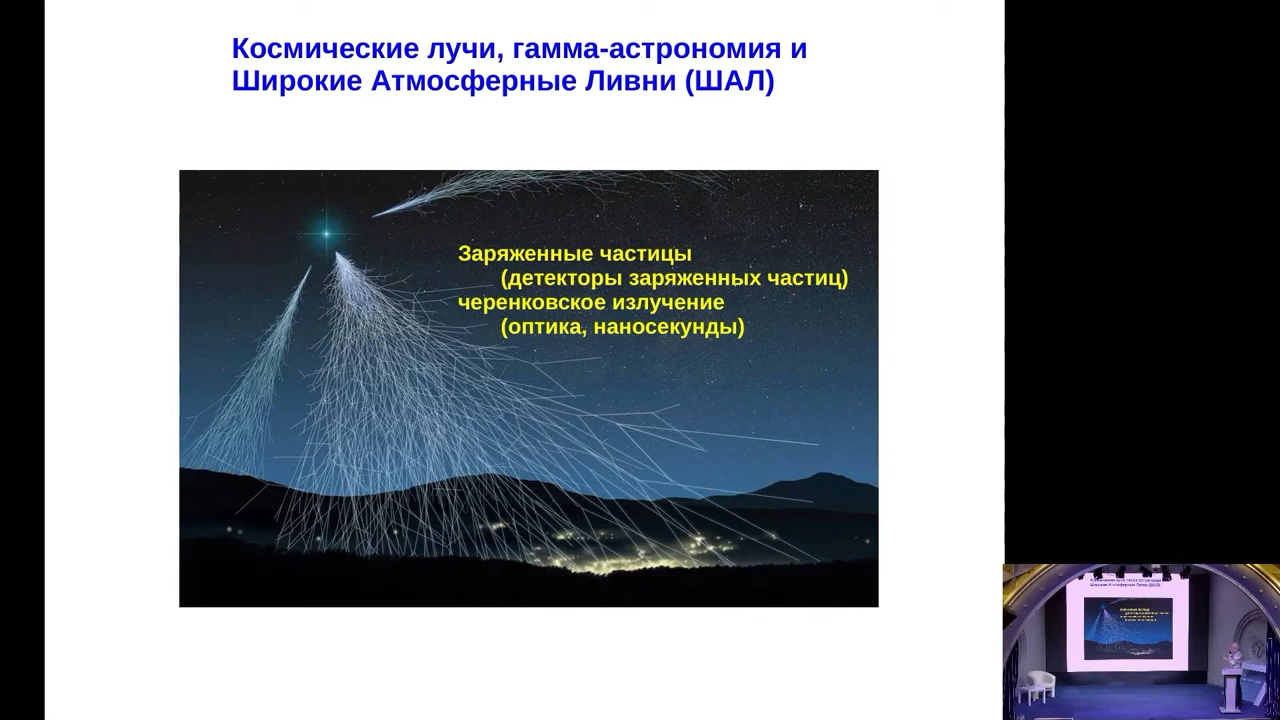 Космические лучи, гамма-астрономия и
Широкие Атмосферные Ливни (ШАЛ)
Заряженные частицы
(детекторы заряженных частиц)
черенковское излучение
(оптика, наносекунды)